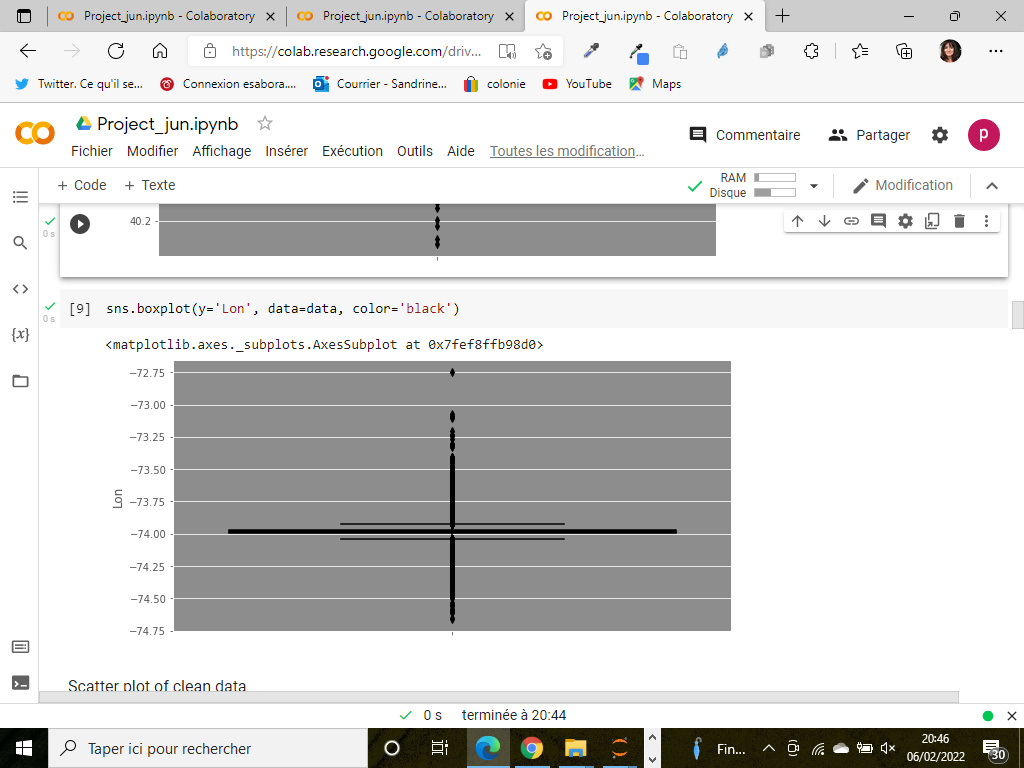 Project_jun.ipynb - Colaboratory
Project_jun.ipynb - Colaboratory
Project_jun.ipynb - Colaboratory
https://colab.research.google.com/driv...
Twitter. Ce qu'il se...
Connexion esabora....
Courrier - Sandrine...
colonie
YouTube
Maps
Project_jun.ipynb
Commentaire
Partager
P
Fichier Modifier Affichage Insérer Exécution Outils Aide Toutes les modification...
+ Code + Texte
RAM
Disque
Modification
40.2
0 s
[9] sns.boxplot(y='Lon', data=data, color='black')
0 s
<matplotlib.axes._subplots.AxesSubplot at 0x7fef8ffb98d0>
−72.75
−73.00
−73.25
−73.50
−73.75
−74.00
−74.25
−74.50
−74.75
Lon
{x}
Scatter plot of clean data
0 s terminée à 20:44
Taper ici pour rechercher
Fin...
20:46
06/02/2022
30